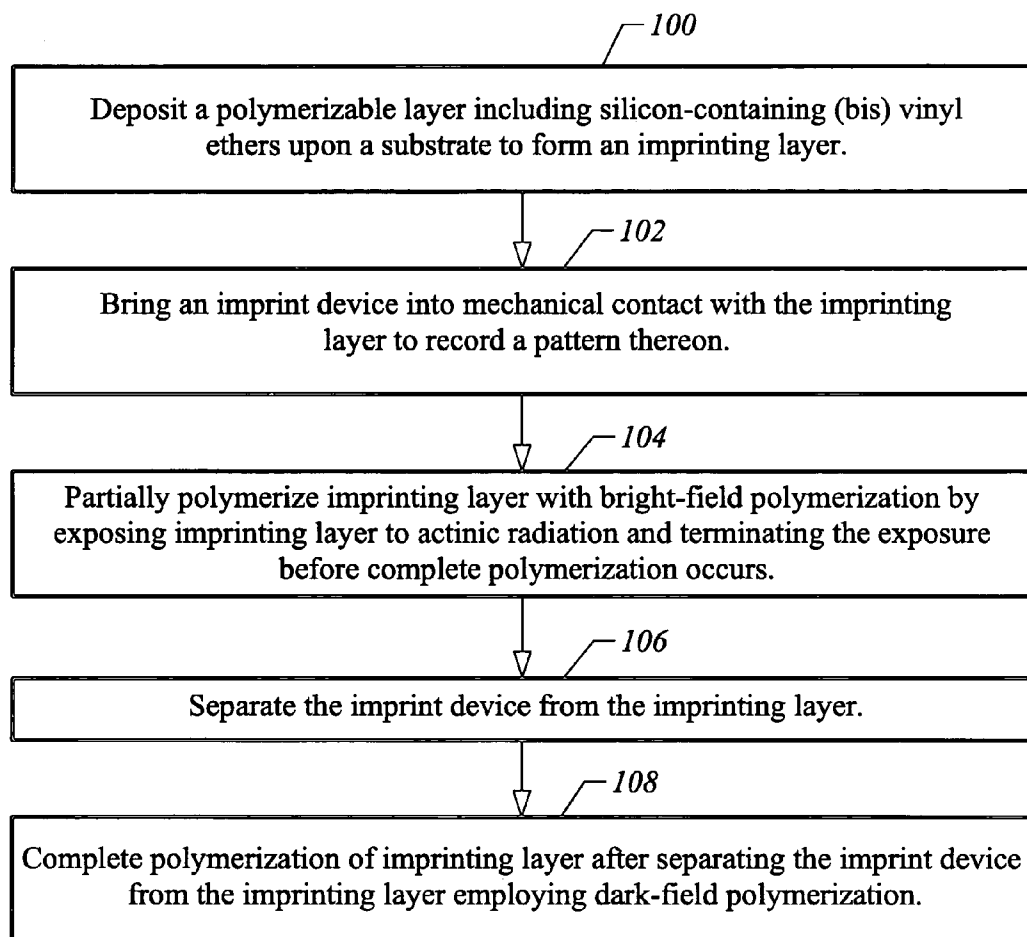 100
Deposit a polymerizable layer including silicon-containing (bis) vinyl
ethers upon a substrate to form an imprinting layer.
102
Bring an imprint device into mechanical contact with the imprinting
layer to record a pattern thereon.
104
Partially polymerize imprinting layer with bright-field polymerization by
exposing imprinting layer to actinic radiation and terminating the exposure
before complete polymerization occurs.
106
Separate the imprint device from the imprinting layer.
108
Complete polymerization of imprinting layer after separating the imprint device
from the imprinting layer employing dark-field polymerization.